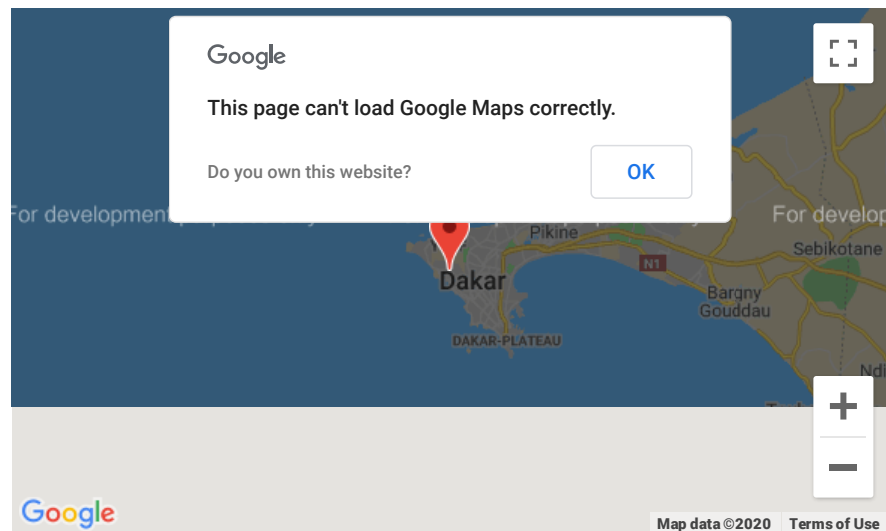 Google
This page can't load Google Maps correctly.
Do you own this website?
OK
For development
For develop
Pikine
Sebikotane
N1
Dakar
Bargny
Gouddau
DAKAR-PLATEAU
Ndi
Google
Map data ©2020
Terms of Use